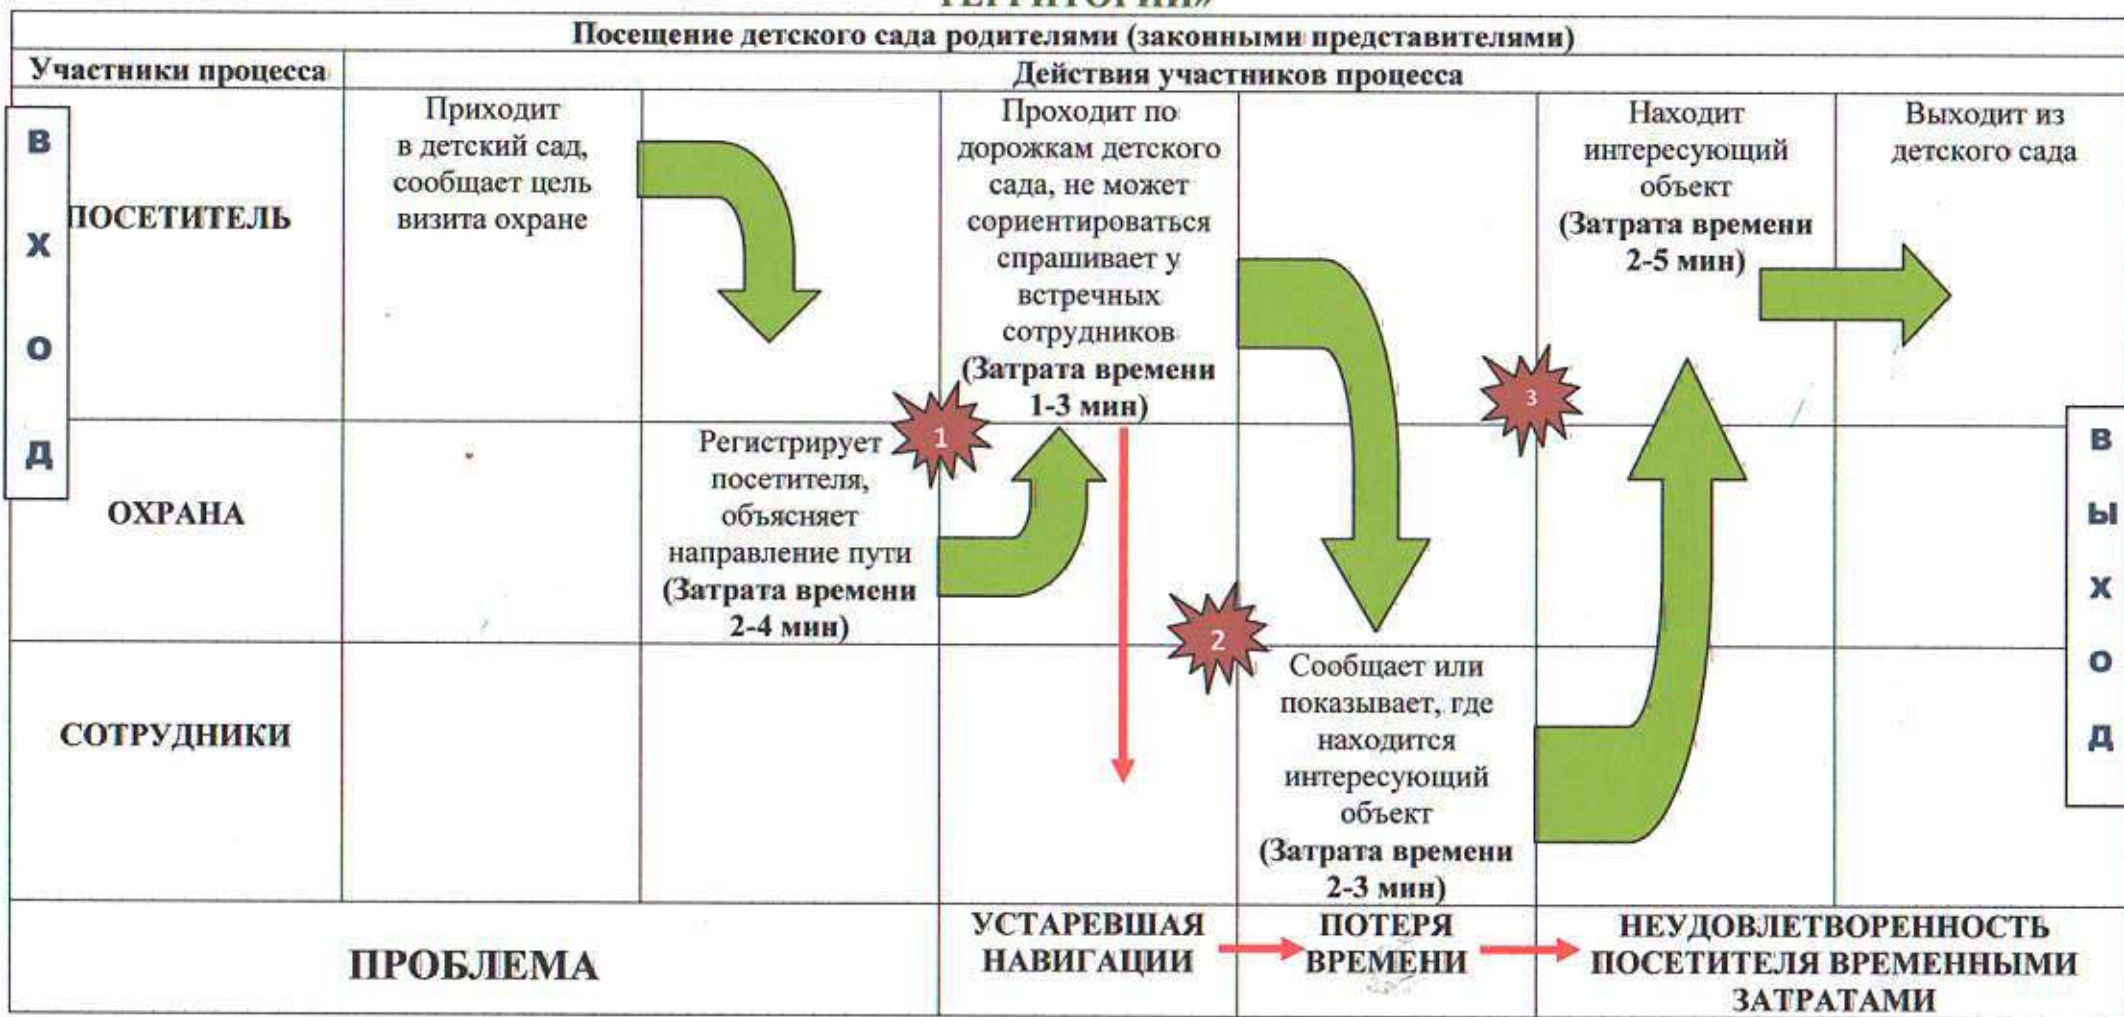 ТЕРРИТОРИИ»
Посещение детского сада родителями (законными представителями)
Участники процесса
Действия участников процесса
В
Х
О
Д
ПОСЕТИТЕЛЬ
Приходит
в детский сад,
сообщает цель
визита охране
Проходит по
дорожкам детского
сада, не может
сориентироваться
спрашивает у
встречных
сотрудников
(Затрата времени
1-3 мин)
Находит
интересующий
объект
(Затрата времени
2-5 мин)
Выходит из
детского сада
1
3
ОХРАНА
Регистрирует
посетителя,
объясняет
направление пути
(Затрата времени
2-4 мин)
2
В
Ы
Х
О
Д
СОТРУДНИКИ
Сообщает или
показывает, где
находится
интересующий
объект
(Затрата времени
2-3 мин)
ПРОБЛЕМА
УСТАРЕВШАЯ
НАВИГАЦИИ
ПОТЕРЯ
ВРЕМЕНИ
НЕУДОВЛЕТВОРЕННОСТЬ
ПОСЕТИТЕЛЯ ВРЕМЕННЫМИ
ЗАТРАТАМИ